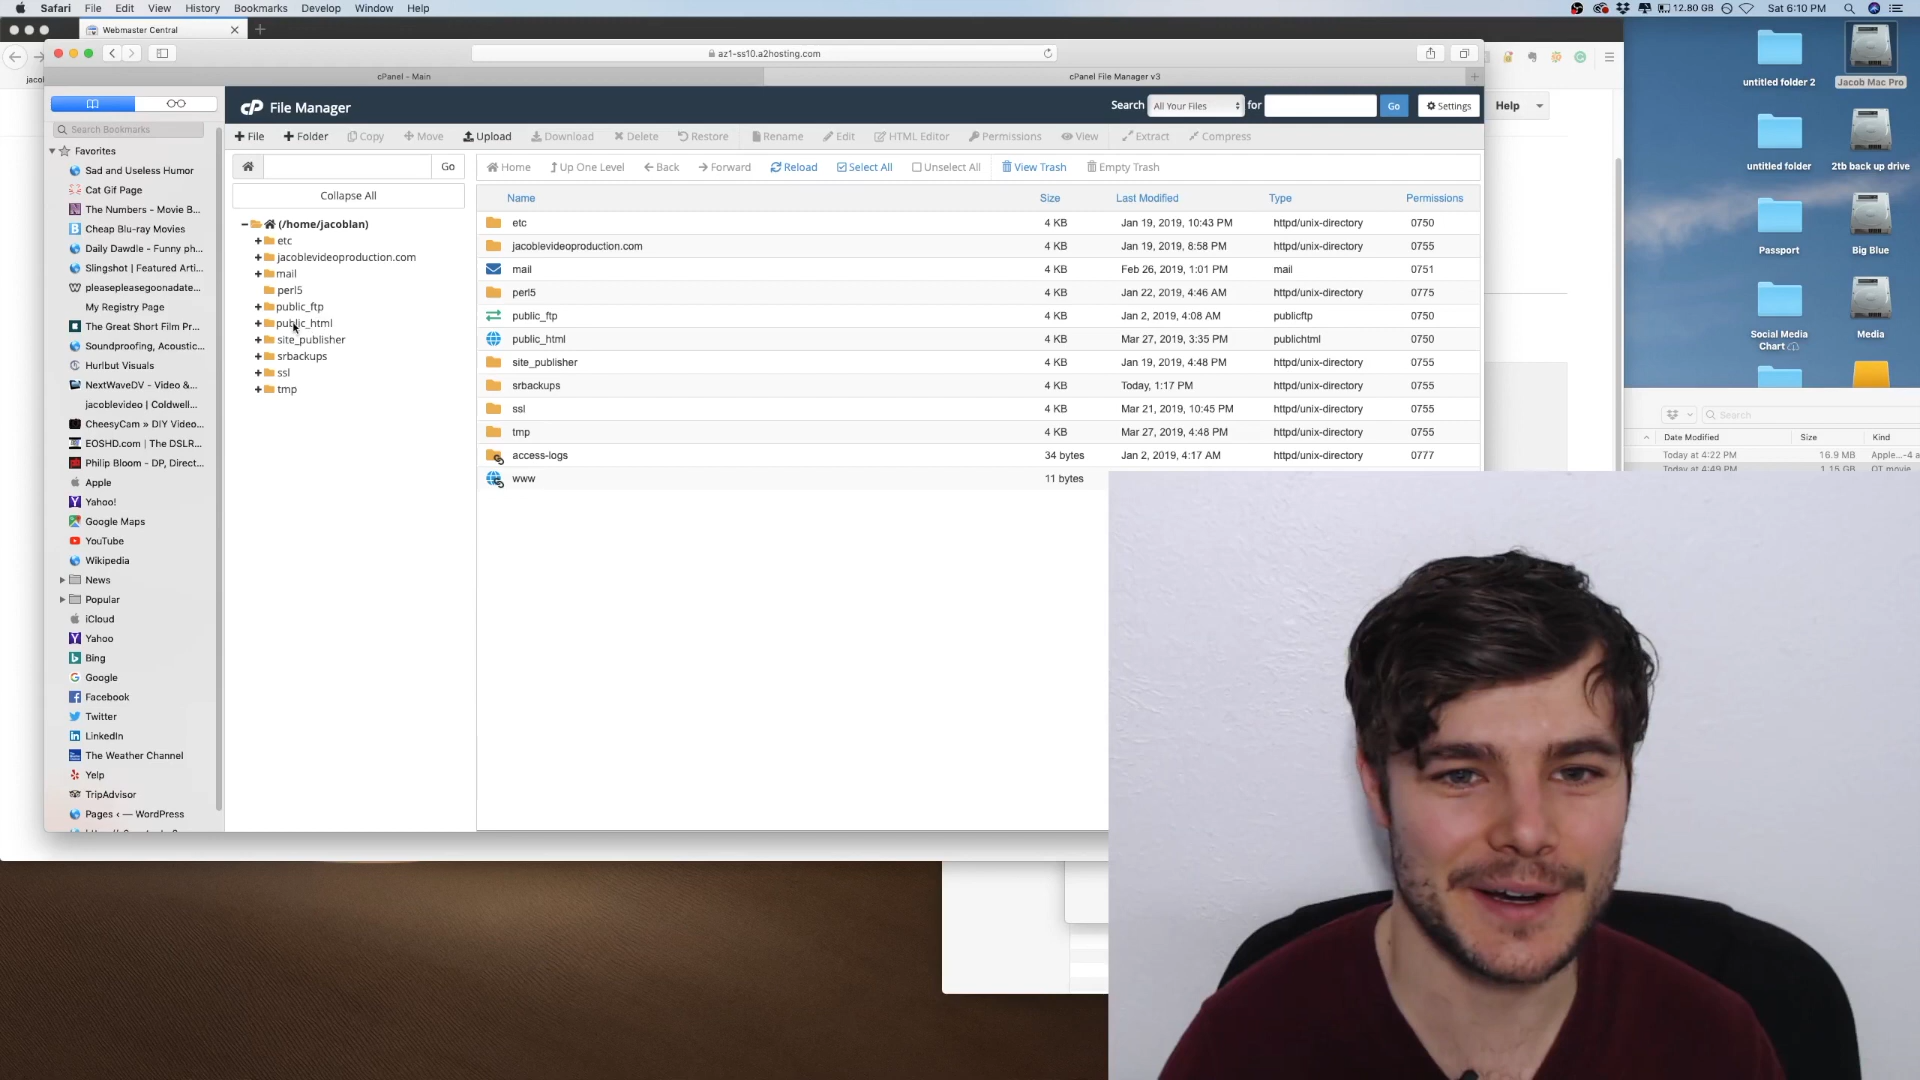 Safari File Edit View History Bookmarks Develop Window Help 12.80 GB Sat 6:10 PM
Webmaster Central
az1-ss10.a2hosting.com
cPanel - Main cPanel File Manager v3
Search Bookmarks
Favorites
Sad and Useless Humor
Cat Gif Page
The Numbers - Movie B...
Cheap Blu-ray Movies
Daily Dawdle - Funny ph...
Slingshot | Featured Arti...
pleasepleasegoonadate...
My Registry Page
The Great Short Film Pr...
Soundproofing, Acoustic...
Hurlbut Visuals
NextWaveDV - Video &...
jacoblevideo | Coldwell...
CheesyCam » DIY Video...
EOSHD.com | The DSLR...
Philip Bloom - DP, Direct...
Apple
Yahoo!
Google Maps
YouTube
Wikipedia
News
Popular
iCloud
Yahoo
Bing
Google
Facebook
Twitter
LinkedIn
The Weather Channel
Yelp
TripAdvisor
Pages ‹ — WordPress
cP File Manager Search All Your Files for Go Settings
+ File + Folder Copy Move Upload Download Delete Restore Rename Edit HTML Editor Permissions View Extract Compress
Go
Collapse All
(/home/jacoblan)
etc
jacoblevideoproduction.com
mail
perl5
public_ftp
public_html
site_publisher
srbackups
ssl
tmp
Home Up One Level Back Forward Reload Select All Unselect All View Trash Empty Trash
Name Size Last Modified Type Permissions
etc 4 KB Jan 19, 2019, 10:43 PM httpd/unix-directory 0750
jacoblevideoproduction.com 4 KB Jan 19, 2019, 8:58 PM httpd/unix-directory 0755
mail 4 KB Feb 26, 2019, 1:01 PM mail 0751
perl5 4 KB Jan 22, 2019, 4:46 AM httpd/unix-directory 0775
public_ftp 4 KB Jan 2, 2019, 4:08 AM publicftp 0750
public_html 4 KB Mar 27, 2019, 3:35 PM publichtml 0750
site_publisher 4 KB Jan 19, 2019, 4:48 PM httpd/unix-directory 0755
srbackups 4 KB Today, 1:17 PM httpd/unix-directory 0755
ssl 4 KB Mar 21, 2019, 10:45 PM httpd/unix-directory 0755
tmp 4 KB Mar 27, 2019, 4:48 PM httpd/unix-directory 0755
access-logs 34 bytes Jan 2, 2019, 4:17 AM httpd/unix-directory 0777
www 11 bytes
Help
untitled folder 2 Jacob Mac Pro
untitled folder 2tb back up drive
Passport Big Blue
Social Media Chart Media
Search
Date Modified Size Kind
Today at 4:22 PM 16.9 MB Apple...-4 a
Today at 4:49 PM 1.15 GB QT movie